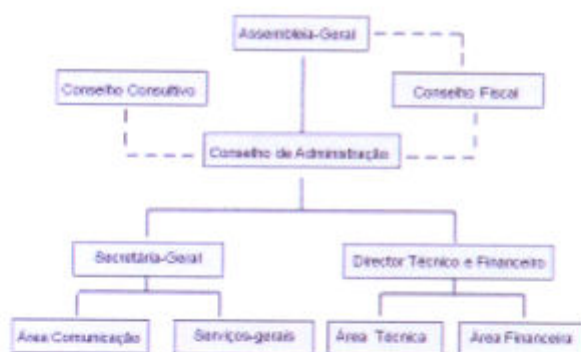 Assembleia-Geral
Conselho Consultivo
Conselho Fiscal
Conselho de Administração
Secretária-Geral
Director Técnico e Financeiro
Área Comunicação
Serviços-gerais
Área Técnica
Área Financeira